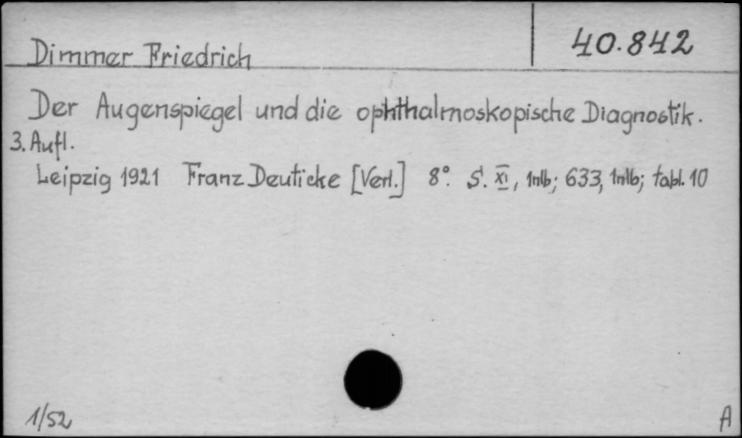 Dimmer Friedrich
40.842
Der Augenspiegel und die ophthalmoskopische Diagnostik.
3. Aufl.
Leipzig 1921 Franz Deuticke [Verl.] 8°. S. XI, 1nlb; 633, 1nlb; tabl. 10
1/52
A